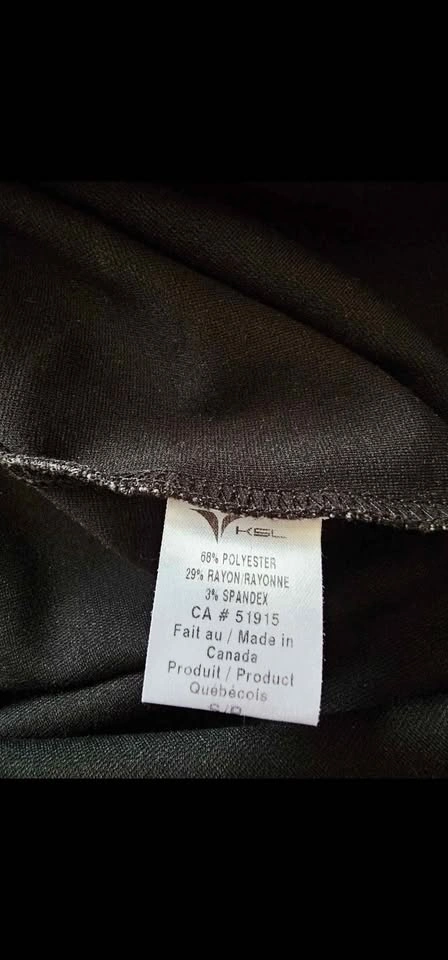 KSL
68% POLYESTER
29% RAYON/RAYONNE
3% SPANDEX
CA # 51915
Fait au / Made in
Canada
Produit / Product
Québécois
S/P